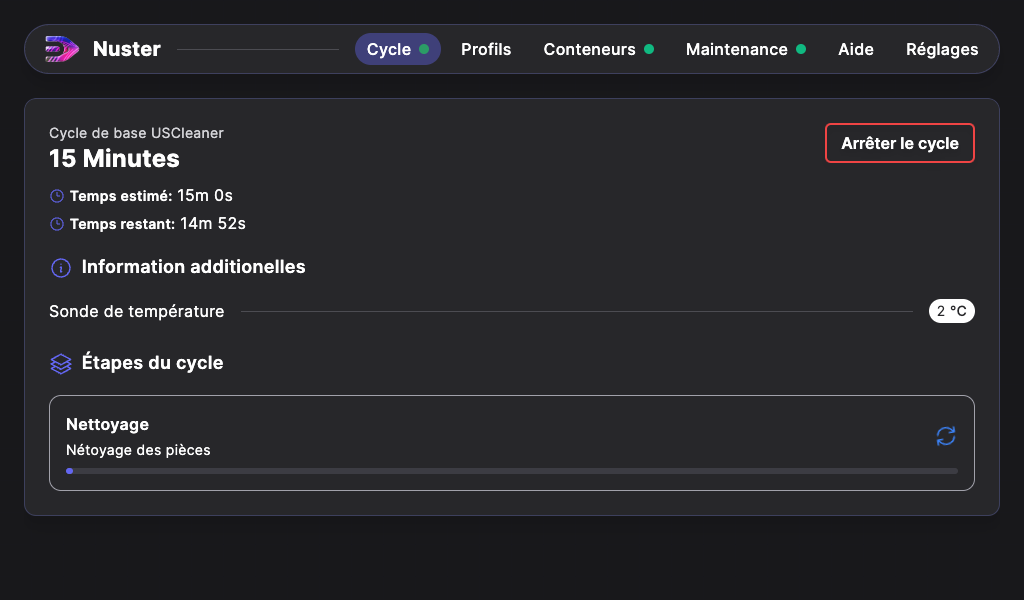 Nuster
Cycle
Profils
Conteneurs
Maintenance
Aide
Réglages
Cycle de base USCleaner
15 Minutes
Arrêter le cycle
Temps estimé: 15m 0s
Temps restant: 14m 52s
Information additionelles
Sonde de température
2 °C
Étapes du cycle
Nettoyage
Nétoyage des pièces